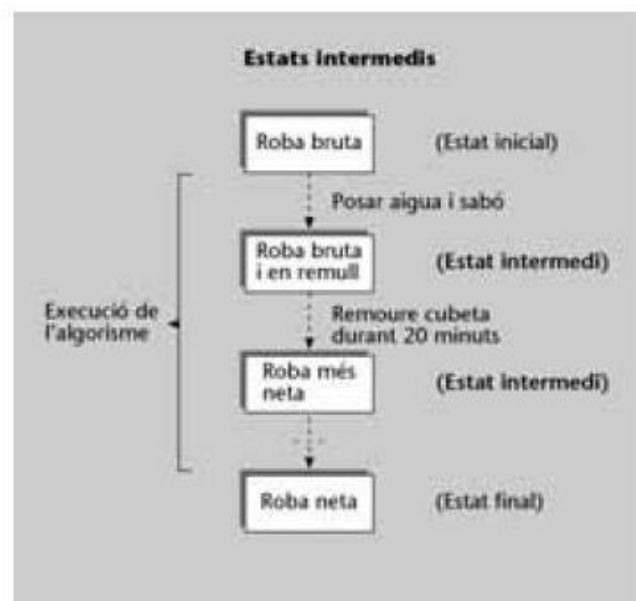 Estats intermedis
Roba bruta (Estat inicial)
Posar aigua i sabó
Roba bruta
i en remull
(Estat intermedi)
Execució de
l'algorisme
Remoure cubeta
durant 20 minuts
Roba més
neta
(Estat intermedi)
Roba neta (Estat final)